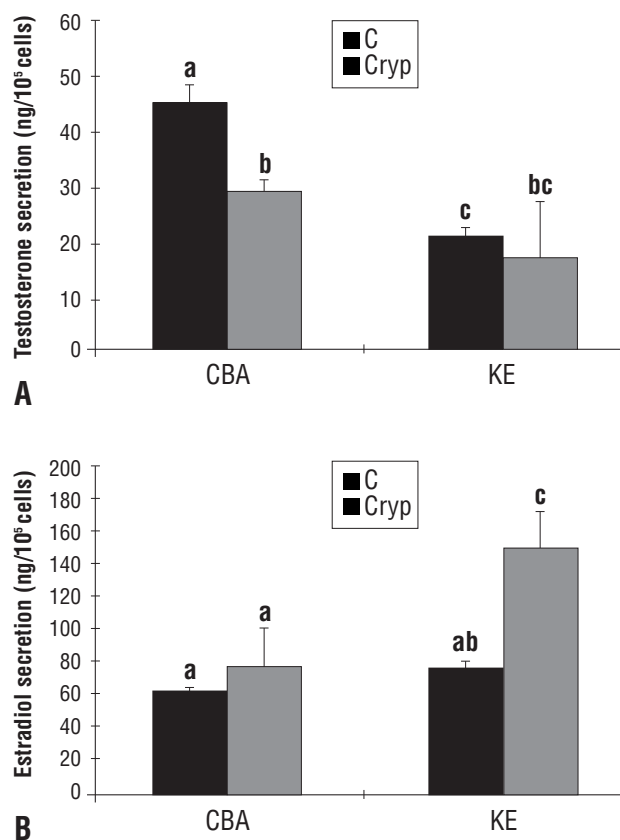 Testosterone secretion (ng/10⁵ cells)
60
50
40
30
20
10
0
C
Cryp
a
b
c
bc
CBA
KE
A
Estradiol secretion (ng/10⁵ cells)
200
180
160
140
120
100
80
60
40
20
0
C
Cryp
a
a
ab
c
CBA
KE
B